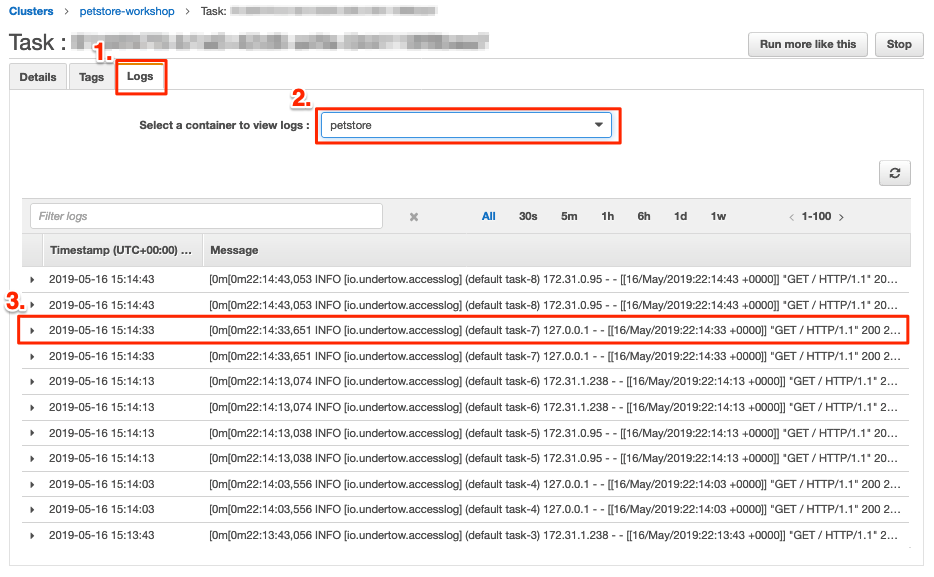 Clusters > petstore-workshop > Task:
Task :
Run more like this
Stop
1.
Details
Tags
Logs
2.
Select a container to view logs :
petstore
Filter logs
All 30s 5m 1h 6h 1d 1w
< 1-100 >
Timestamp (UTC+00:00) ... Message
2019-05-16 15:14:43 [0m[0m22:14:43,053 INFO [io.undertow.accesslog] (default task-8) 172.31.0.95 - - [[16/May/2019:22:14:43 +0000]] "GET / HTTP/1.1" 20...
2019-05-16 15:14:43 [0m[0m22:14:43,053 INFO [io.undertow.accesslog] (default task-8) 172.31.0.95 - - [[16/May/2019:22:14:43 +0000]] "GET / HTTP/1.1" 20...
3.
2019-05-16 15:14:33 [0m[0m22:14:33,651 INFO [io.undertow.accesslog] (default task-7) 127.0.0.1 - - [[16/May/2019:22:14:33 +0000]] "GET / HTTP/1.1" 200 2...
2019-05-16 15:14:33 [0m[0m22:14:33,651 INFO [io.undertow.accesslog] (default task-7) 127.0.0.1 - - [[16/May/2019:22:14:33 +0000]] "GET / HTTP/1.1" 200 2...
2019-05-16 15:14:13 [0m[0m22:14:13,074 INFO [io.undertow.accesslog] (default task-6) 172.31.1.238 - - [[16/May/2019:22:14:13 +0000]] "GET / HTTP/1.1" 2...
2019-05-16 15:14:13 [0m[0m22:14:13,074 INFO [io.undertow.accesslog] (default task-6) 172.31.1.238 - - [[16/May/2019:22:14:13 +0000]] "GET / HTTP/1.1" 2...
2019-05-16 15:14:13 [0m[0m22:14:13,038 INFO [io.undertow.accesslog] (default task-5) 172.31.0.95 - - [[16/May/2019:22:14:13 +0000]] "GET / HTTP/1.1" 20...
2019-05-16 15:14:13 [0m[0m22:14:13,038 INFO [io.undertow.accesslog] (default task-5) 172.31.0.95 - - [[16/May/2019:22:14:13 +0000]] "GET / HTTP/1.1" 20...
2019-05-16 15:14:03 [0m[0m22:14:03,556 INFO [io.undertow.accesslog] (default task-4) 127.0.0.1 - - [[16/May/2019:22:14:03 +0000]] "GET / HTTP/1.1" 200 2...
2019-05-16 15:14:03 [0m[0m22:14:03,556 INFO [io.undertow.accesslog] (default task-4) 127.0.0.1 - - [[16/May/2019:22:14:03 +0000]] "GET / HTTP/1.1" 200 2...
2019-05-16 15:13:43 [0m[0m22:13:43,056 INFO [io.undertow.accesslog] (default task-3) 172.31.1.238 - - [[16/May/2019:22:13:43 +0000]] "GET / HTTP/1.1" 2...